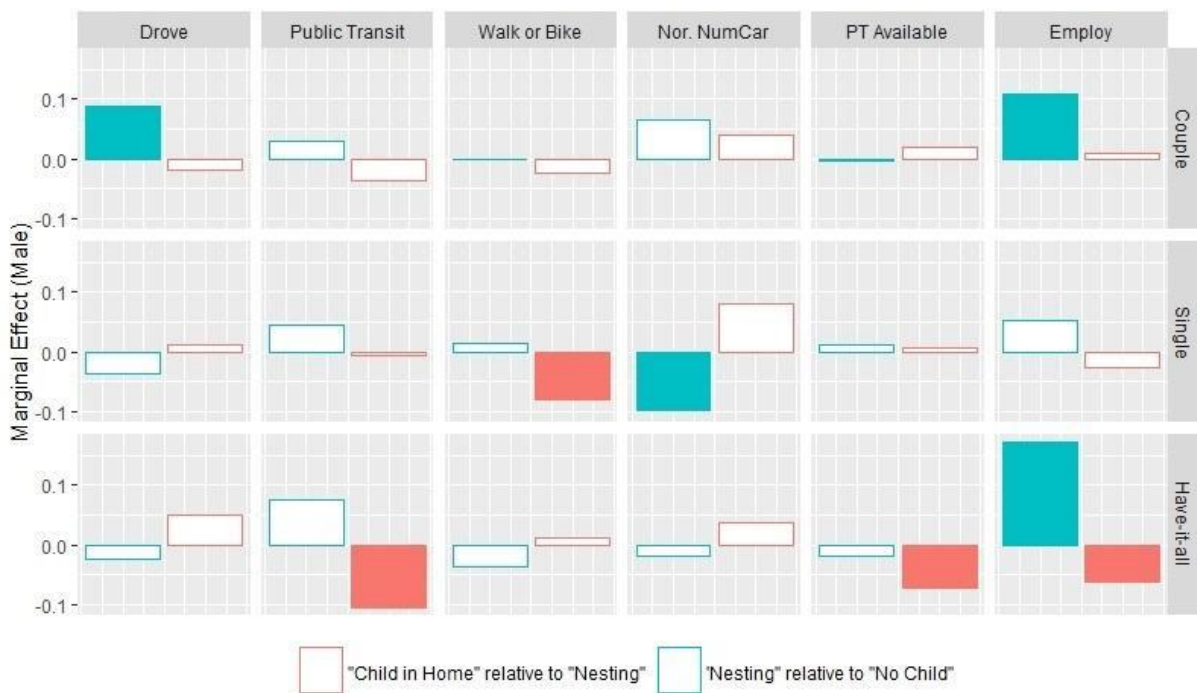 Drove Public Transit Walk or Bike Nor. NumCar PT Available Employ
Marginal Effect (Male)
0.1
0.0
-0.1
Couple
0.1
0.0
-0.1
Single
0.1
0.0
-0.1
Have-it-all
"Child in Home" relative to "Nesting" "Nesting" relative to "No Child"